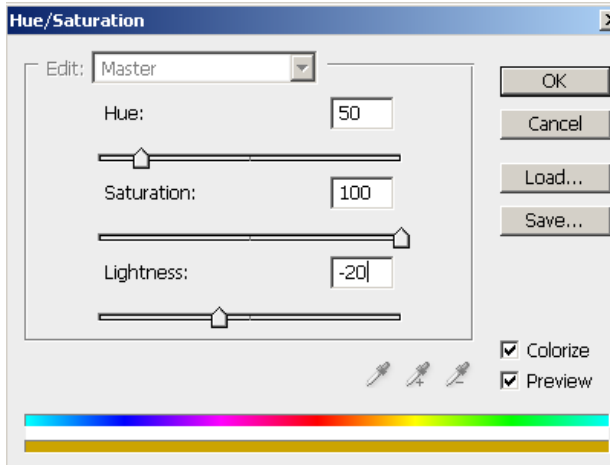 Hue/Saturation
Edit: Master
OK
Hue: 50
Cancel
Saturation: 100
Load...
Save...
Lightness: -20
Colorize
Preview